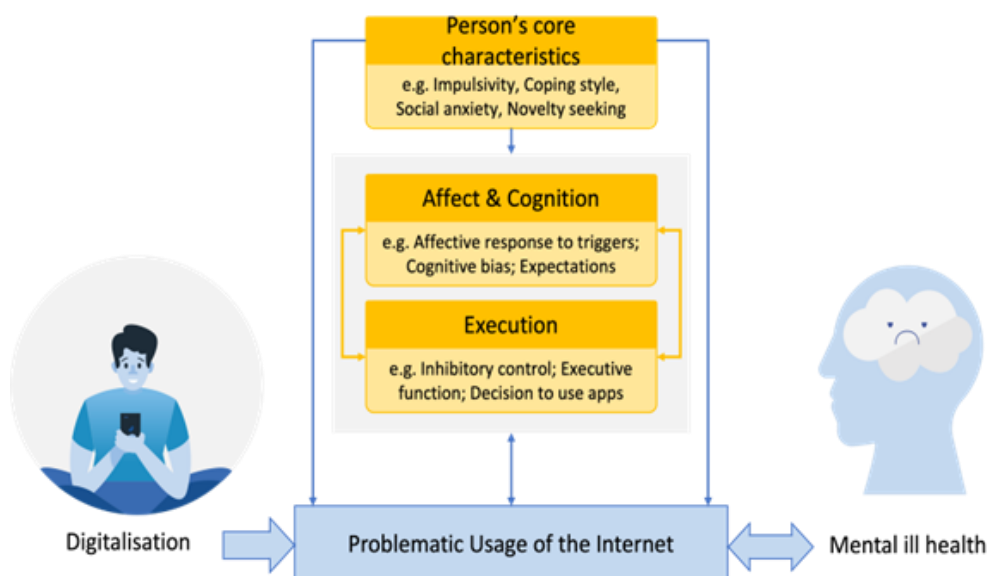 Person's core
characteristics
e.g. Impulsivity, Coping style,
Social anxiety, Novelty seeking
Affect & Cognition
e.g. Affective response to triggers;
Cognitive bias; Expectations
Execution
e.g. Inhibitory control; Executive
function; Decision to use apps
Digitalisation
Problematic Usage of the Internet
Mental ill health